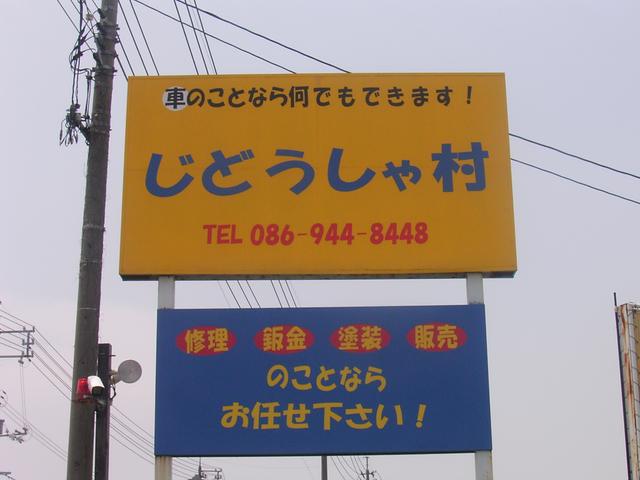 車のことなら何でもできます！
じどうしゃ村
TEL 086-944-8448
修理 鈑金 塗装 販売
のことなら
お任せ下さい！